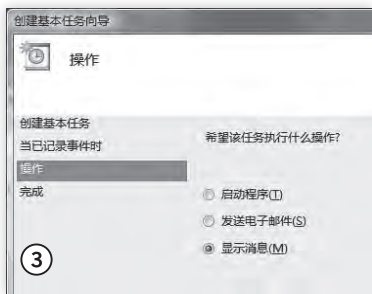 创建基本任务向导
操作
创建基本任务
当已记录事件时
希望该任务执行什么操作?
操作
完成
启动程序(T)
发送电子邮件(S)
显示消息(M)
③